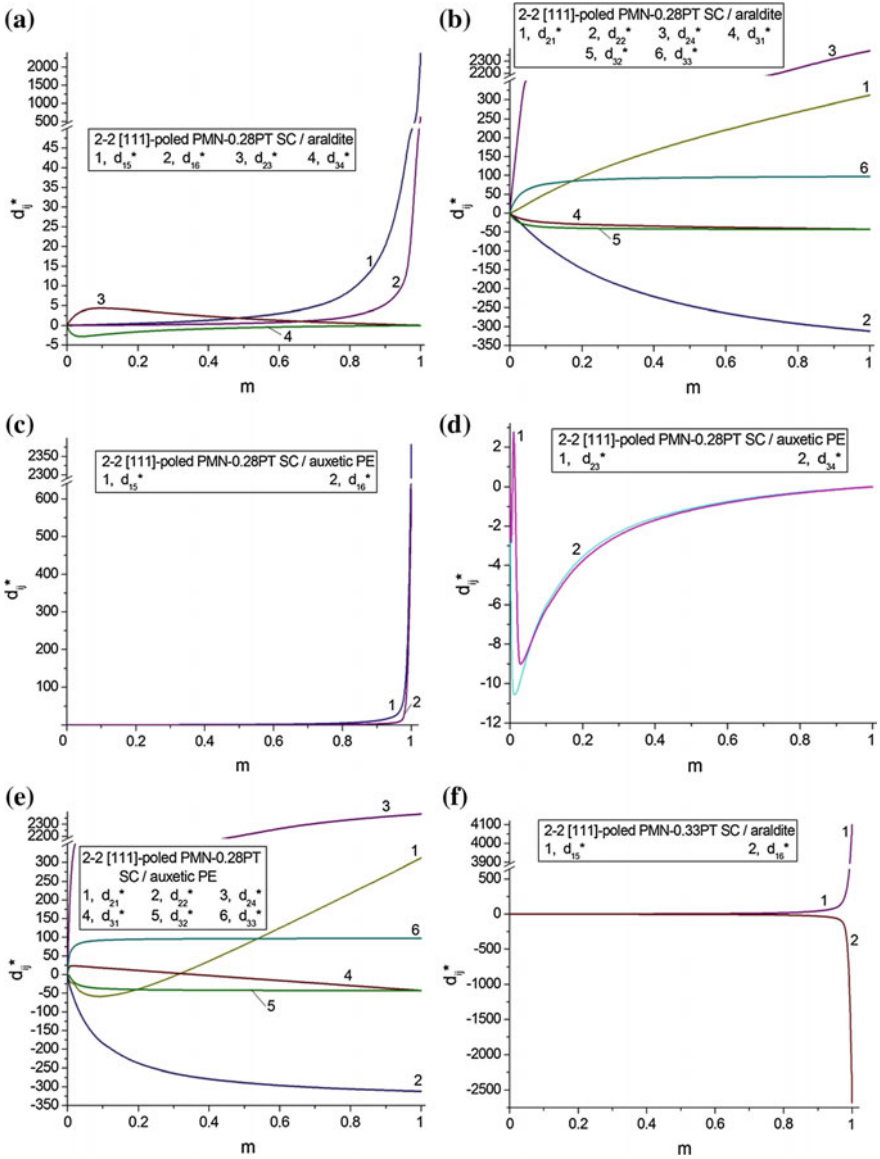 (a)
2-2 [111]-poled PMN-0.28PT SC / araldite
1, d15* 2, d16* 3, d23* 4, d34*
2000
1500
1000
500
45
40
35
30
25
20
15
10
5
0
-5
dij*
1
2
3
4
0 0.2 0.4 0.6 0.8 1
m
(b)
2-2 [111]-poled PMN-0.28PT SC / araldite
1, d21* 2, d22* 3, d24* 4, d31*
5, d32* 6, d33*
2300
2200
300
250
200
150
100
50
0
-50
-100
-150
-200
-250
-300
-350
dij*
3
1
6
4
5
2
0 0.2 0.4 0.6 0.8 1
m
(c)
2-2 [111]-poled PMN-0.28PT SC / auxetic PE
1, d15* 2, d16*
2350
2300
600
500
400
300
200
100
dij*
1
2
0 0.2 0.4 0.6 0.8 1
m
(d)
2-2 [111]-poled PMN-0.28PT SC / auxetic PE
1, d23* 2, d34*
2
0
-2
-4
-6
-8
-10
-12
dij*
1
2
0 0.2 0.4 0.6 0.8 1
m
(e)
2-2 [111]-poled PMN-0.28PT
SC / auxetic PE
1, d21* 2, d22* 3, d24*
4, d31* 5, d32* 6, d33*
2300
2200
300
250
200
150
100
50
0
-50
-100
-150
-200
-250
-300
-350
dij*
3
1
6
4
5
2
0 0.2 0.4 0.6 0.8 1
m
(f)
2-2 [111]-poled PMN-0.33PT SC / araldite
1, d15* 2, d16*
4100
4000
3900
500
0
-500
-1000
-1500
-2000
-2500
dij*
1
1
2
0 0.2 0.4 0.6 0.8 1
m